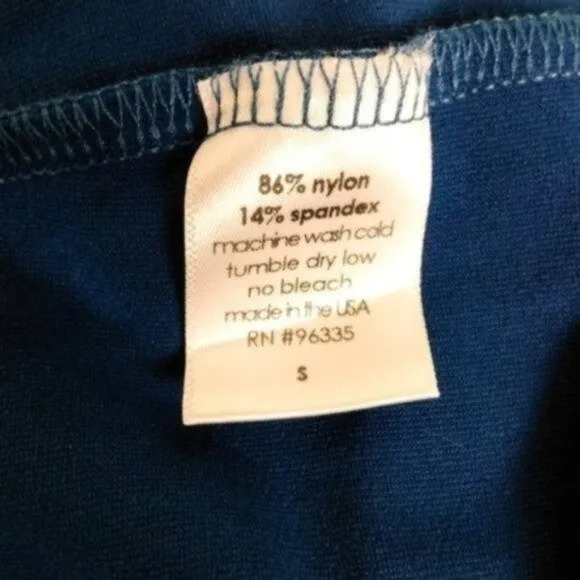 86% nylon
14% spandex
machine wash cold
tumble dry low
no bleach
made in the USA
RN #96335
S